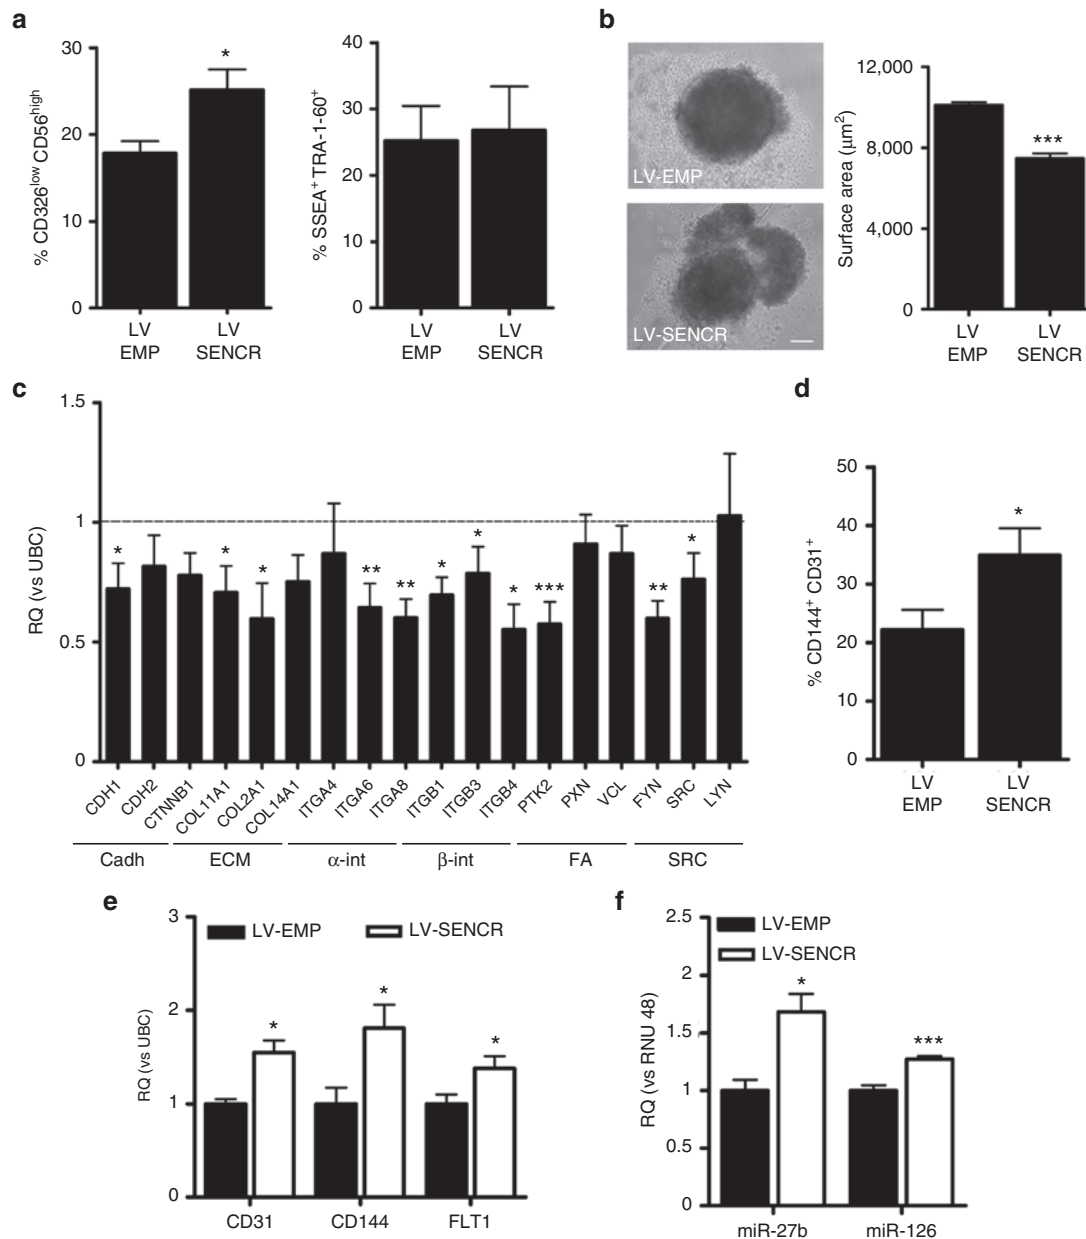 a
30
20
10
0
% CD326low CD56high
*
LV
EMP
LV
SENCR
40
30
20
10
0
% SSEA+ TRA-1-60+
LV
EMP
LV
SENCR
b
LV-EMP
LV-SENCR
12,000
8,000
4,000
0
Surface area (μm2)
***
LV
EMP
LV
SENCR
c
1.5
1
0.5
0
RQ (vs UBC)
* * * ** ** * * * *** ** *
CDH1 CDH2 CTNNB1 COL11A1 COL2A1 COL14A1 ITGA4 ITGA6 ITGA8 ITGB1 ITGB3 ITGB4 PTK2 PXN VCL FYN SRC LYN
Cadh ECM α-int β-int FA SRC
d
50
40
30
20
10
0
% CD144+ CD31+
*
LV
EMP
LV
SENCR
e
3
2
1
0
RQ (vs UBC)
LV-EMP LV-SENCR
* * *
CD31 CD144 FLT1
f
2.5
2
1.5
1
0.5
0
RQ (vs RNU 48)
LV-EMP
LV-SENCR
* ***
miR-27b miR-126